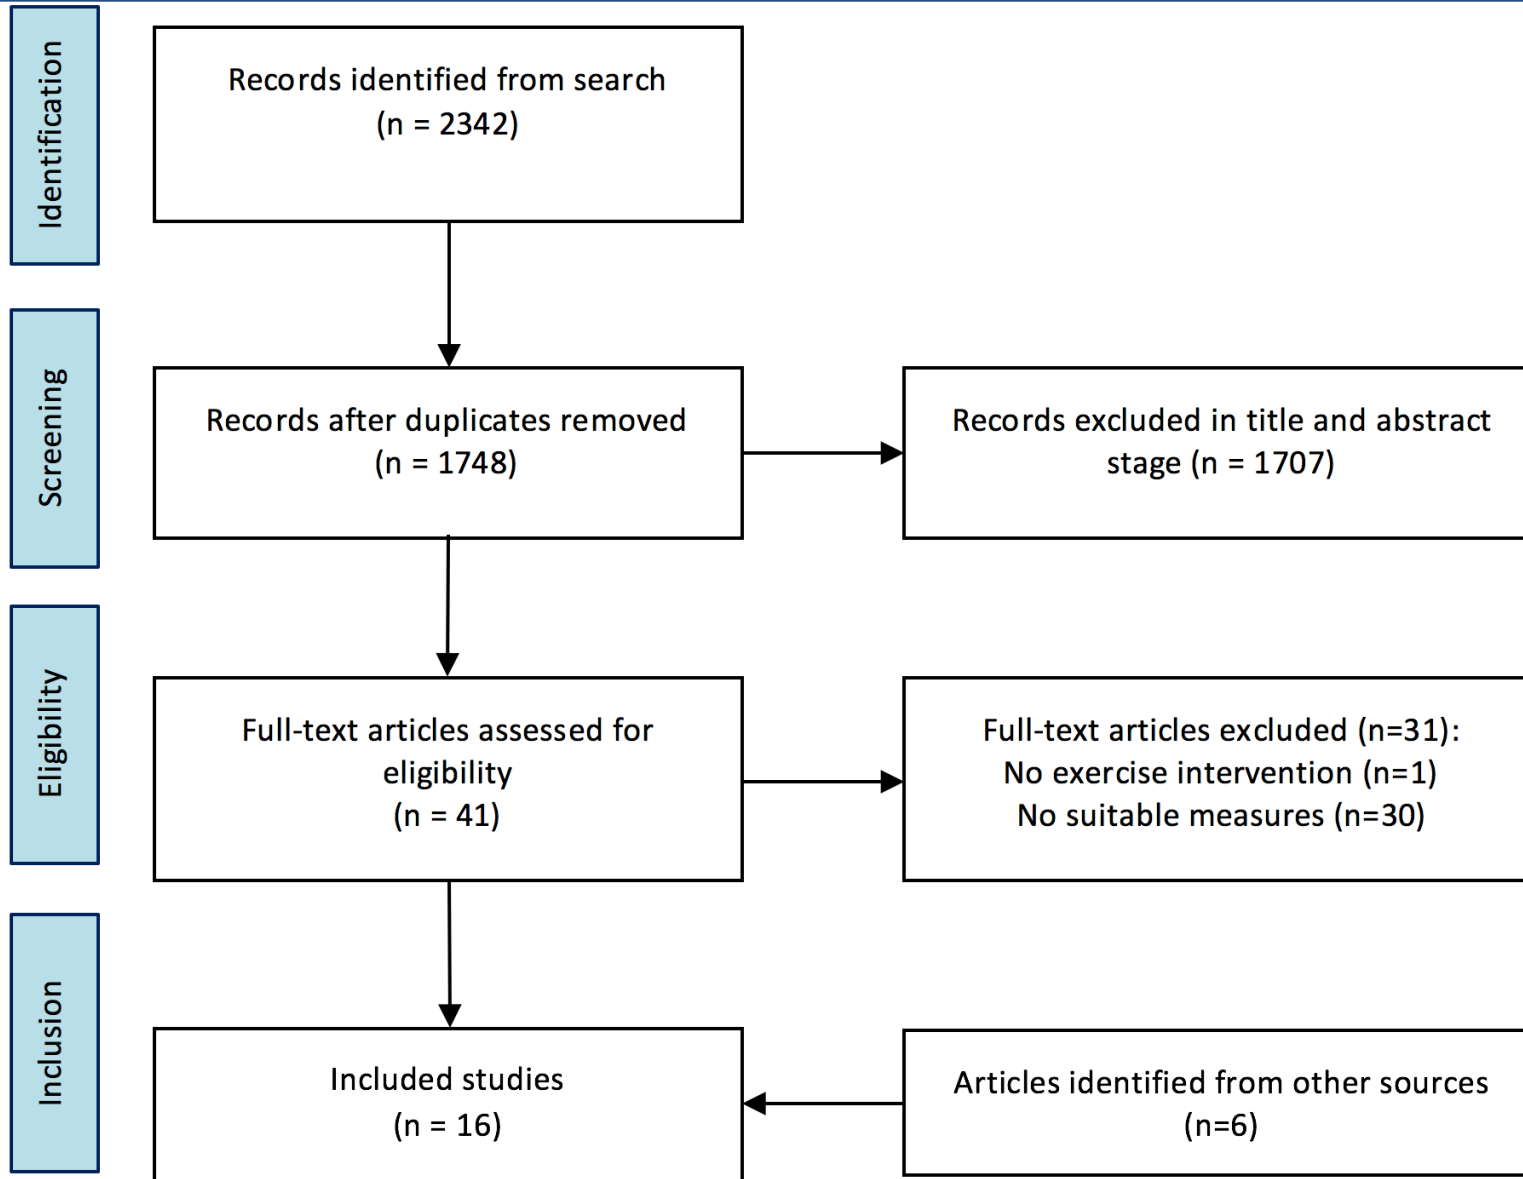 Identification
Records identified from search
(n = 2342)
Screening
Records after duplicates removed
(n = 1748)
Records excluded in title and abstract
stage (n = 1707)
Eligibility
Full-text articles assessed for
eligibility
(n = 41)
Full-text articles excluded (n=31):
No exercise intervention (n=1)
No suitable measures (n=30)
Inclusion
Included studies
(n = 16)
Articles identified from other sources
(n=6)